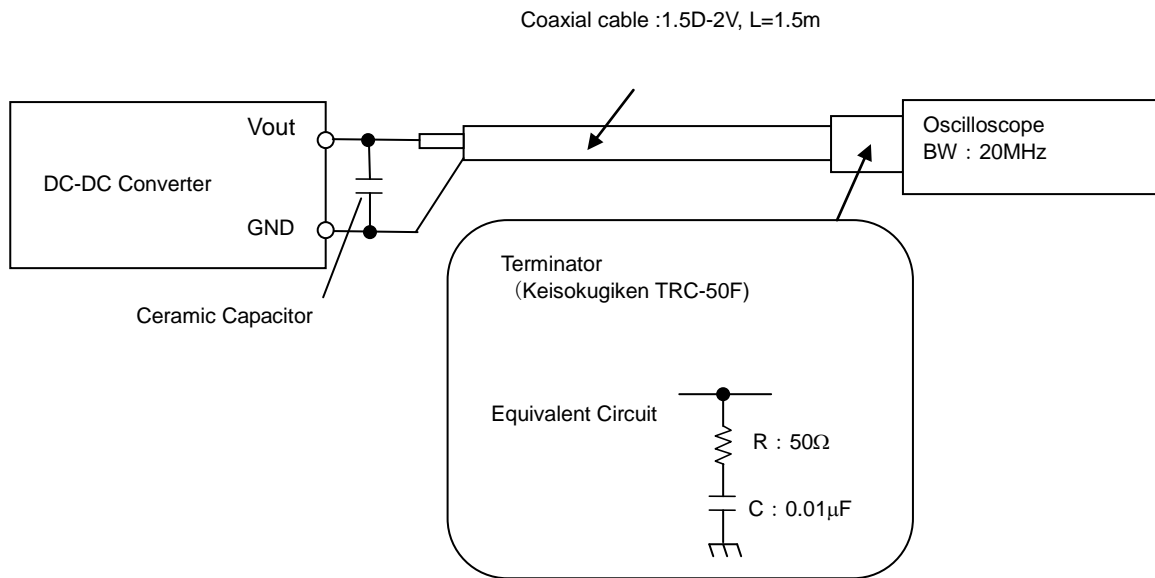 Coaxial cable :1.5D-2V, L=1.5m
Vout
DC-DC Converter
GND
Ceramic Capacitor
Oscilloscope
BW：20MHz
Terminator
（Keisokugiken TRC-50F)
Equivalent Circuit
R：50Ω
C：0.01μF